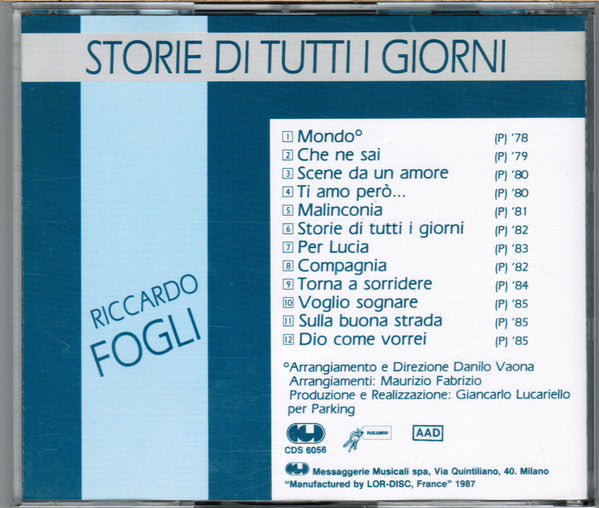 STORIE DI TUTTI I GIORNI
RICCARDO
FOGLI
1 Mondo° (P) '78
2 Che ne sai (P) '79
3 Scene da un amore (P) '80
4 Ti amo però... (P) '80
5 Malinconia (P) '81
6 Storie di tutti i giorni (P) '82
7 Per Lucia (P) '83
8 Compagnia (P) '82
9 Torna a sorridere (P) '84
10 Voglio sognare (P) '85
11 Sulla buona strada (P) '85
12 Dio come vorrei (P) '85
°Arrangiamento e Direzione Danilo Vaona
Arrangiamenti: Maurizio Fabrizio
Produzione e Realizzazione: Giancarlo Lucariello
per Parking
CDS 6056
PARADISO
AAD
Messaggerie Musicali spa, Via Quintiliano, 40. Milano
"Manufactured by LOR-DISC, France" 1987